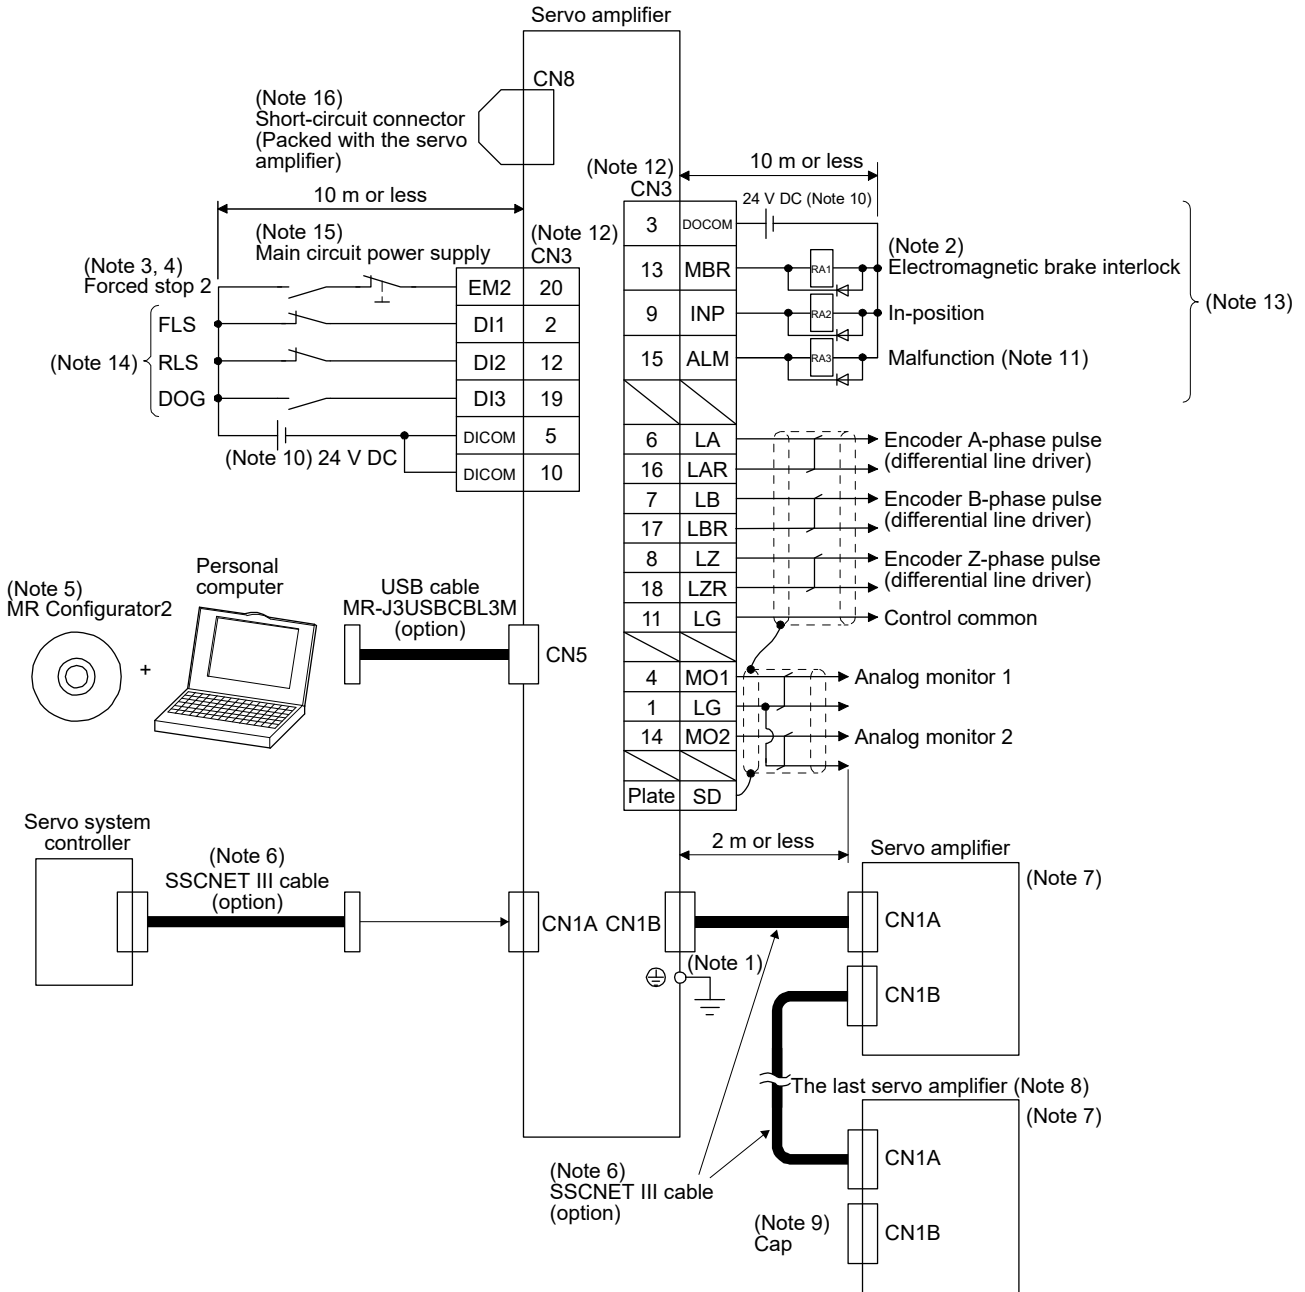 Servo amplifier
CN8
(Note 16)
Short-circuit connector
(Packed with the servo
amplifier)
10 m or less
(Note 15)
Main circuit power supply
(Note 12)
CN3
(Note 3, 4)
Forced stop 2
EM2 20
FLS
DI1 2
(Note 14)
RLS
DI2 12
DOG
DI3 19
DICOM 5
(Note 10) 24 V DC
DICOM 10
(Note 12)
CN3
10 m or less
24 V DC (Note 10)
3 DOCOM
(Note 2)
13 MBR
RA1
Electromagnetic brake interlock
(Note 13)
9 INP
RA2
In-position
15 ALM
RA3
Malfunction (Note 11)
6 LA
Encoder A-phase pulse
16 LAR
(differential line driver)
7 LB
Encoder B-phase pulse
17 LBR
(differential line driver)
8 LZ
Encoder Z-phase pulse
18 LZR
(differential line driver)
11 LG
Control common
4 MO1
Analog monitor 1
1 LG
14 MO2
Analog monitor 2
Plate SD
2 m or less
(Note 5)
MR Configurator2
+
Personal
computer
USB cable
MR-J3USBCBL3M
(option)
CN5
Servo system
controller
(Note 6)
SSCNET III cable
(option)
CN1A CN1B
(Note 1)
Servo amplifier
(Note 7)
CN1A
CN1B
The last servo amplifier (Note 8)
(Note 7)
CN1A
(Note 6)
SSCNET III cable
(option)
(Note 9)
Cap
CN1B